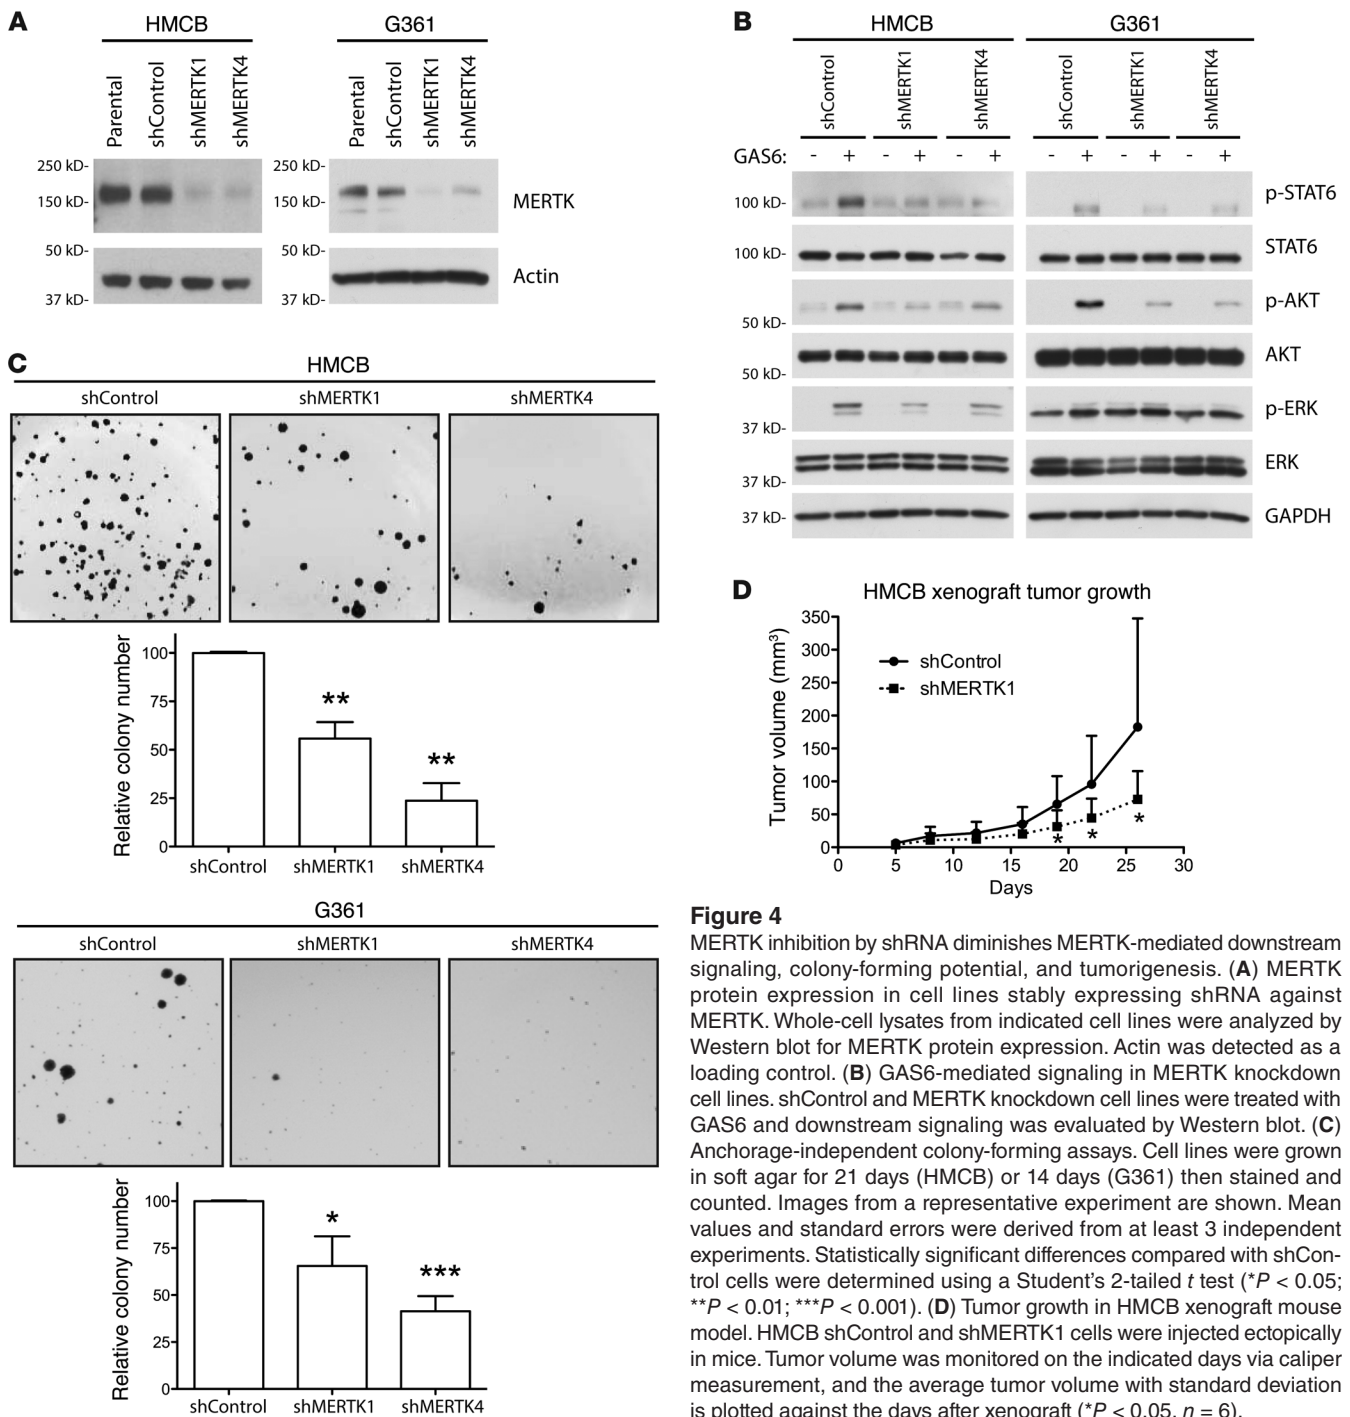 A
HMCB
G361
Parental
shControl
shMERTK1
shMERTK4
Parental
shControl
shMERTK1
shMERTK4
250 kD-
150 kD-
250 kD-
150 kD-
MERTK
50 kD-
37 kD-
50 kD-
37 kD-
Actin
B
HMCB
G361
shControl
shMERTK1
shMERTK4
shControl
shMERTK1
shMERTK4
GAS6: - + - + - + - + - + - +
100 kD-
p-STAT6
100 kD-
STAT6
50 kD-
p-AKT
50 kD-
AKT
37 kD-
p-ERK
37 kD-
ERK
37 kD-
GAPDH
C
HMCB
shControl
shMERTK1
shMERTK4
Relative colony number
100
75
50
25
0
**
**
shControl
shMERTK1
shMERTK4
G361
shControl
shMERTK1
shMERTK4
Relative colony number
100
75
50
25
0
*
***
shControl
shMERTK1
shMERTK4
D
HMCB xenograft tumor growth
Tumor volume (mm³)
350
300
250
200
150
100
50
0
shControl
shMERTK1
* * *
0 5 10 15 20 25 30
Days
Figure 4
MERTK inhibition by shRNA diminishes MERTK-mediated downstream
signaling, colony-forming potential, and tumorigenesis. (A) MERTK
protein expression in cell lines stably expressing shRNA against
MERTK. Whole-cell lysates from indicated cell lines were analyzed by
Western blot for MERTK protein expression. Actin was detected as a
loading control. (B) GAS6-mediated signaling in MERTK knockdown
cell lines. shControl and MERTK knockdown cell lines were treated with
GAS6 and downstream signaling was evaluated by Western blot. (C)
Anchorage-independent colony-forming assays. Cell lines were grown
in soft agar for 21 days (HMCB) or 14 days (G361) then stained and
counted. Images from a representative experiment are shown. Mean
values and standard errors were derived from at least 3 independent
experiments. Statistically significant differences compared with shCon-
trol cells were determined using a Student's 2-tailed t test (*P < 0.05;
**P < 0.01; ***P < 0.001). (D) Tumor growth in HMCB xenograft mouse
model. HMCB shControl and shMERTK1 cells were injected ectopically
in mice. Tumor volume was monitored on the indicated days via caliper
measurement, and the average tumor volume with standard deviation
is plotted against the days after xenograft (*P < 0.05, n = 6).